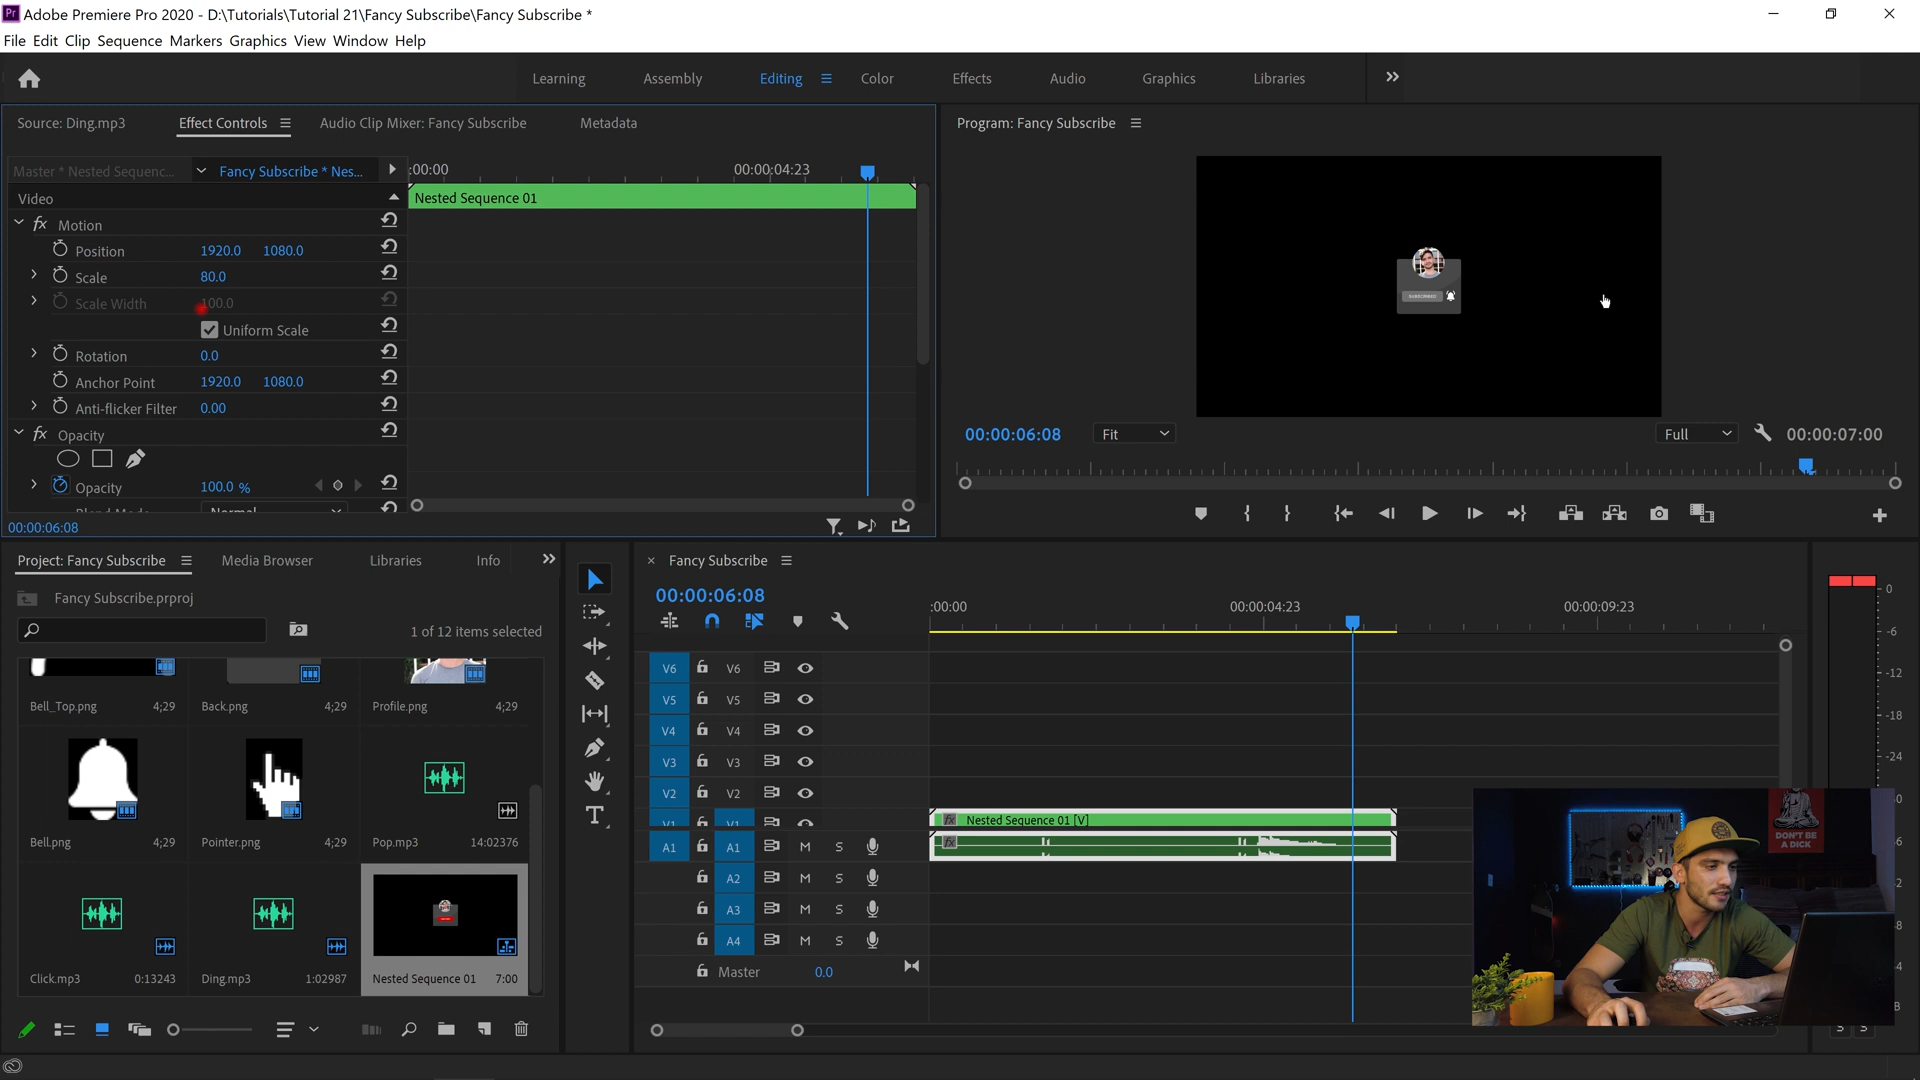 Pr Adobe Premiere Pro 2020 - D:\Tutorials\Tutorial 21\Fancy Subscribe\Fancy Subscribe *
File Edit Clip Sequence Markers Graphics View Window Help
Learning Assembly Editing Color Effects Audio Graphics Libraries
Source: Ding.mp3 Effect Controls Audio Clip Mixer: Fancy Subscribe Metadata
Master * Nested Sequenc... Fancy Subscribe * Nes...
:00:00 00:00:04:23
Video
Nested Sequence 01
fx Motion
Position 1920.0 1080.0
Scale 80.0
Scale Width 100.0
Uniform Scale
Rotation 0.0
Anchor Point 1920.0 1080.0
Anti-flicker Filter 0.00
fx Opacity
Opacity 100.0 %
Blend Mode Normal
00:00:06:08
Program: Fancy Subscribe
SUBSCRIBED
00:00:06:08 Fit Full 00:00:07:00
Project: Fancy Subscribe Media Browser Libraries Info
Fancy Subscribe.prproj
1 of 12 items selected
Bell_Top.png 4;29 Back.png 4;29 Profile.png 4;29
Bell.png 4;29 Pointer.png 4;29 Pop.mp3 14:02376
Click.mp3 0:13243 Ding.mp3 1:02987 Nested Sequence 01 7:00
× Fancy Subscribe
00:00:06:08
:00:00 00:00:04:23 00:00:09:23
V6 V6
V5 V5
V4 V4
V3 V3
V2 V2
V1 V1
fx Nested Sequence 01 [V]
A1 A1 M S
fx
A2 M S
A3 M S
A4 M S
Master 0.0
T
0
-6
-12
-18
-24
S S
DON'T BE
A DICK